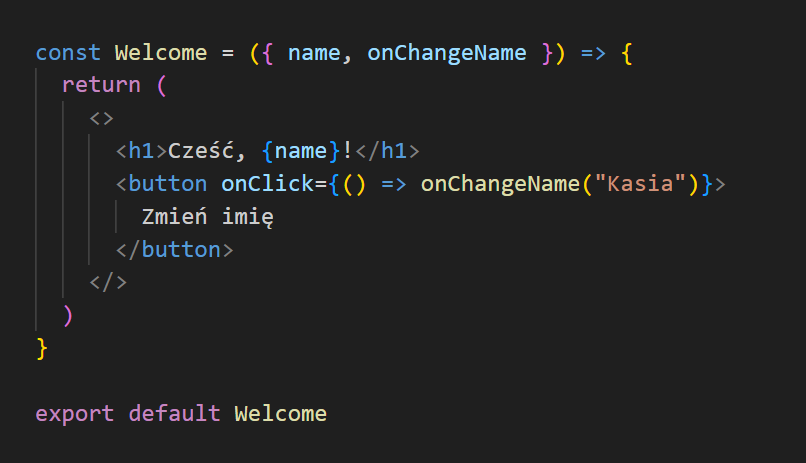 const Welcome = ({ name, onChangeName }) => {
return (
<>
<h1>Cześć, {name}!</h1>
<button onClick={() => onChangeName("Kasia")}>
Zmień imię
</button>
</>
)
}
export default Welcome